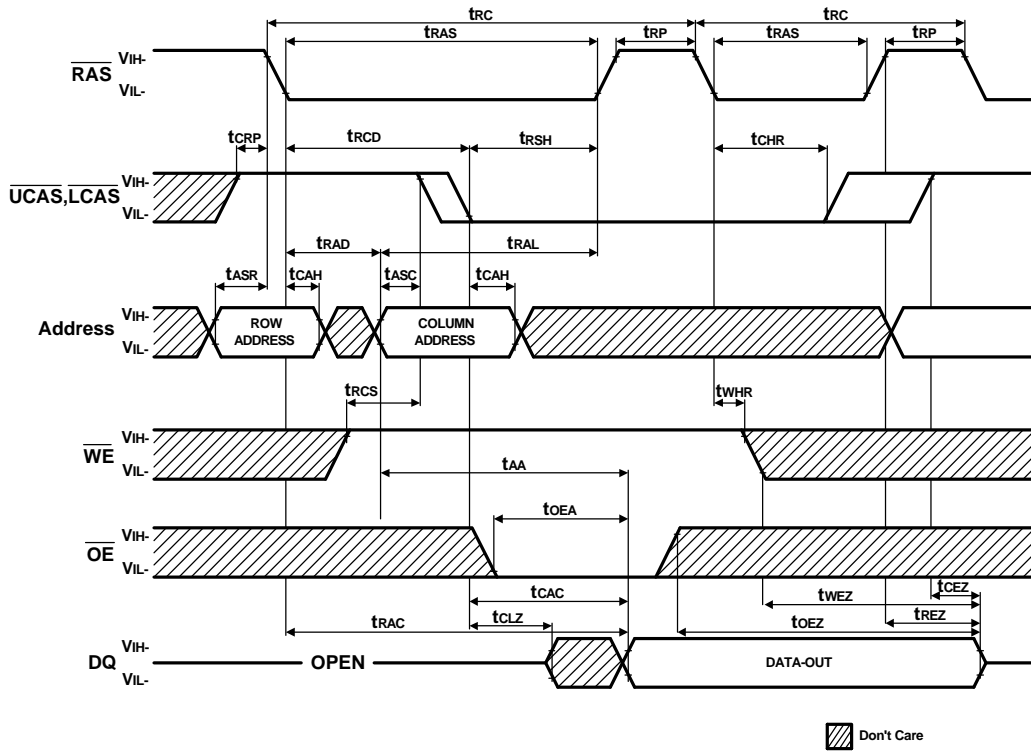 tRC tRC
tRAS tRP tRAS tRP
RAS VIH-
VIL-
tCRP tRCD tRSH tCHR
UCAS,LCAS VIH-
VIL-
tRAD tRAL
tASR tCAH tASC tCAH
Address VIH-
VIL-
ROW ADDRESS
COLUMN ADDRESS
tRCS tWHR
WE VIH-
VIL-
tAA
tOEA
OE VIH-
VIL-
tCAC tWEZ tCEZ
tRAC tCLZ tOEZ tREZ
DQ VIH-
VIL-
OPEN DATA-OUT
Don't Care